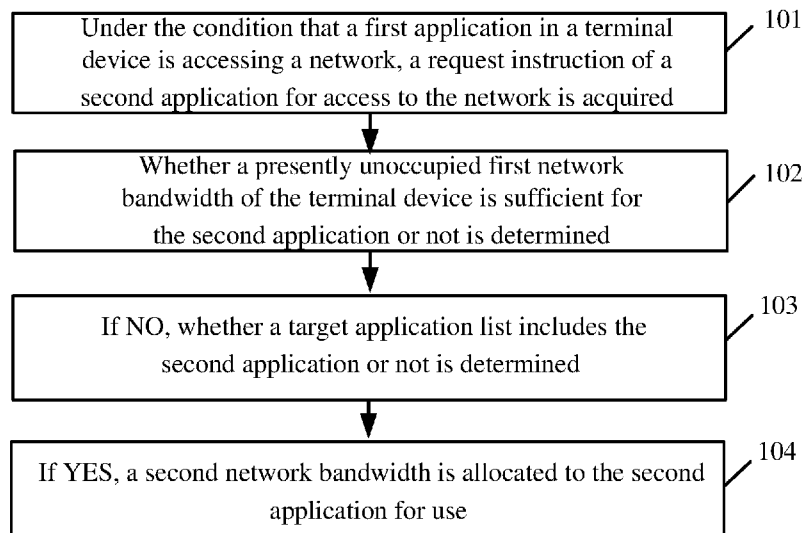 Under the condition that a first application in a terminal
device is accessing a network, a request instruction of a
second application for access to the network is acquired
101
Whether a presently unoccupied first network
bandwidth of the terminal device is sufficient for
the second application or not is determined
102
If NO, whether a target application list includes the
second application or not is determined
103
If YES, a second network bandwidth is allocated to the second
application for use
104